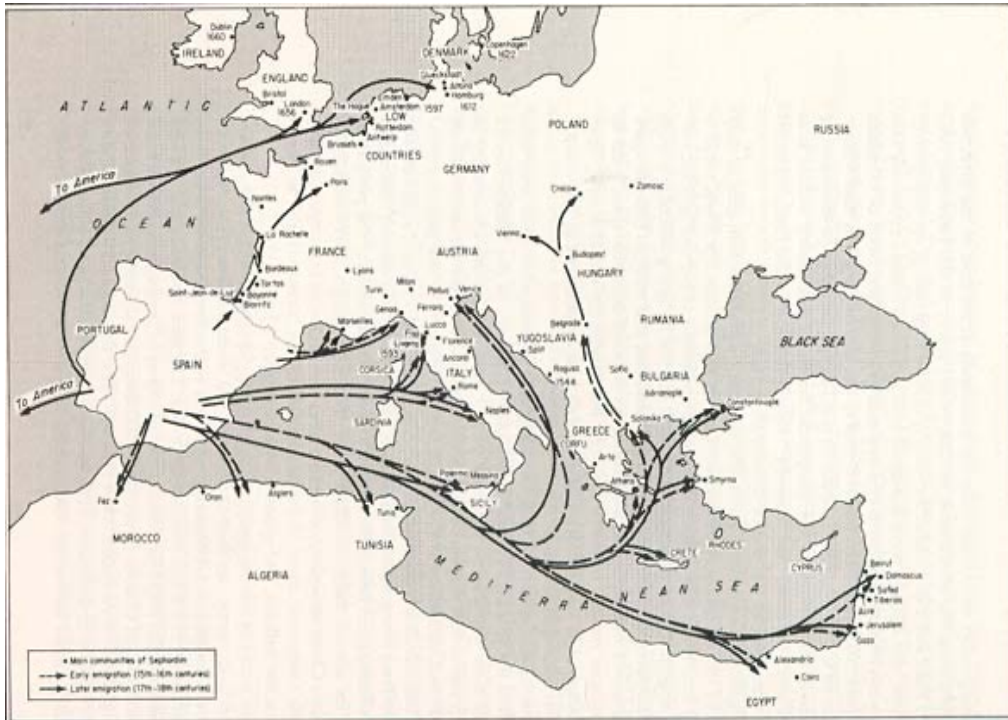 Dublin
1660
IRELAND
ENGLAND
Bristol
London
1656
DENMARK
Copenhagen
1622
Glueckstadt
Altona
Hamburg
1612
Emden
1597
The Hague
Amsterdam
LOW
Rotterdam
Antwerp
Brussels
COUNTRIES
POLAND
RUSSIA
GERMANY
ATLANTIC
OCEAN
To America
To America
Rouen
Paris
Nantes
La Rochelle
FRANCE
Bordeaux
Tartas
Saint-Jean-de-Luz
Bayonne
Biarritz
Lyons
Cracow
Zamosc
Vienna
AUSTRIA
Budapest
HUNGARY
Milan
Turin
Padua
Venice
Ferrara
Genoa
Marseilles
Lucca
Pisa
Florence
1593
Ancona
ITALY
Rome
Naples
CORSICA
SARDINIA
PORTUGAL
SPAIN
Belgrade
YUGOSLAVIA
Split
Ragusa
1544
RUMANIA
Sofia
BULGARIA
Adrianople
BLACK SEA
Constantinople
Salonika
GREECE
CORFU
Arta
Athens
Smyrna
Palermo
Messina
SICILY
Fez
Oran
Algiers
Tunis
MOROCCO
ALGERIA
TUNISIA
MEDITERRANEAN SEA
CRETE
RHODES
CYPRUS
Beirut
Damascus
Safed
Tiberias
Acre
Jerusalem
Gaza
Alexandria
Cairo
EGYPT
Main communities of Sephardim
Early emigration (15th-16th centuries)
Later emigration (17th-18th centuries)